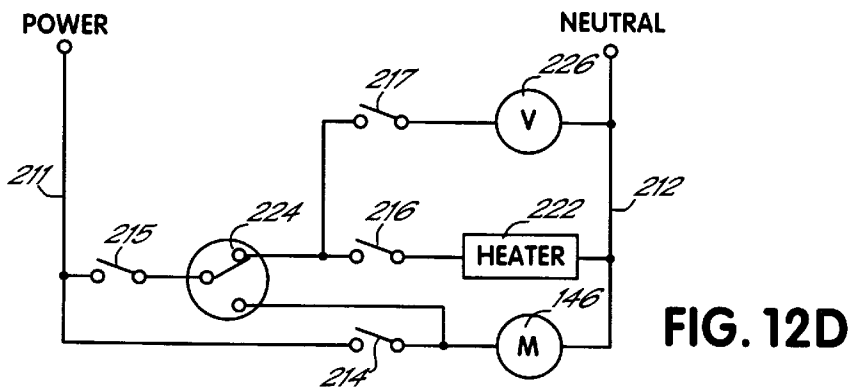 POWER
NEUTRAL
217
226
V
211
212
215
224
216
222
HEATER
146
M
214
FIG. 12D